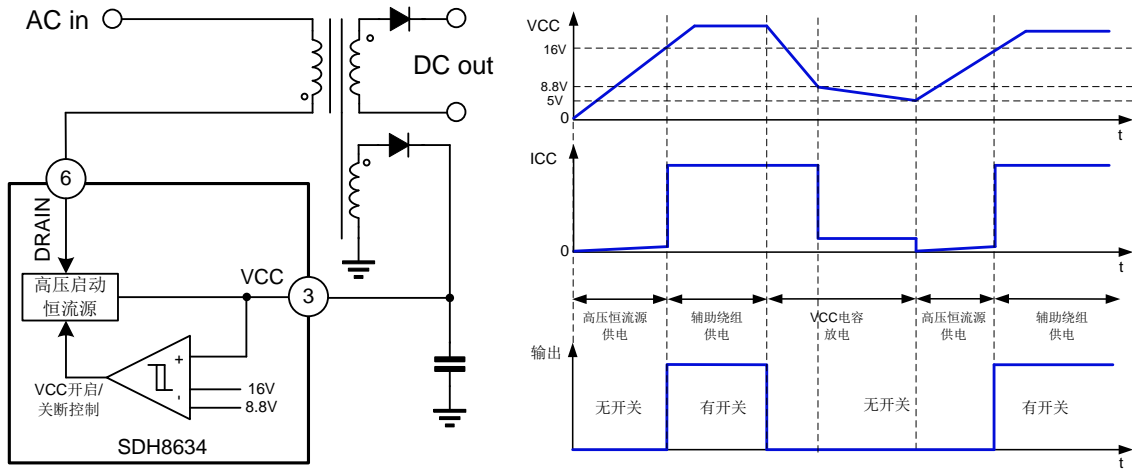 AC in
DC out
6
DRAIN
高压启动
恒流源
VCC
3
+
-
16V
8.8V
VCC开启/
关断控制
SDH8634
VCC
16V
8.8V
5V
0
t
ICC
0
t
高压恒流源
供电
辅助绕组
供电
VCC电容
放电
高压恒流源
供电
辅助绕组
供电
输出
无开关
有开关
无开关
有开关
t